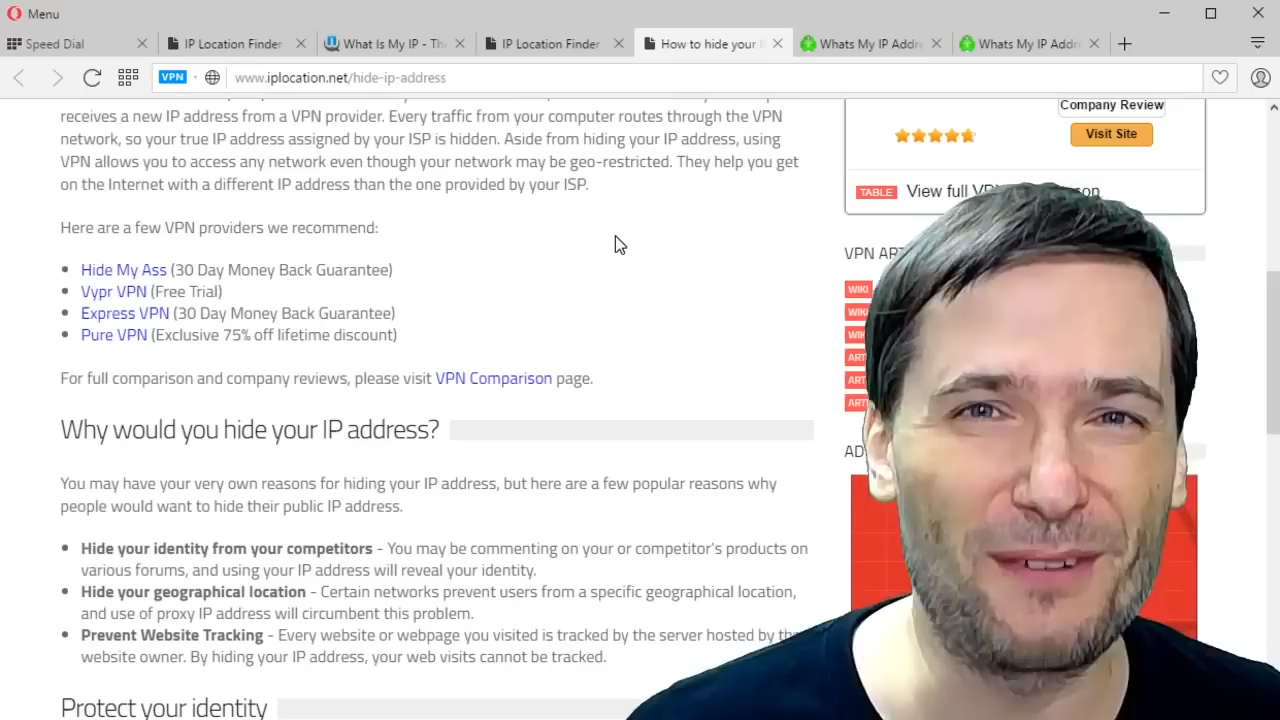 Menu
Speed Dial
IP Location Finder
What Is My IP - The
IP Location Finder
How to hide your I
Whats My IP Addr
Whats My IP Addr
VPN
www.iplocation.net/hide-ip-address
receives a new IP address from a VPN provider. Every traffic from your computer routes through the VPN
network, so your true IP address assigned by your ISP is hidden. Aside from hiding your IP address, using
VPN allows you to access any network even though your network may be geo-restricted. They help you get
on the Internet with a different IP address than the one provided by your ISP.
Here are a few VPN providers we recommend:
Hide My Ass (30 Day Money Back Guarantee)
Vypr VPN (Free Trial)
Express VPN (30 Day Money Back Guarantee)
Pure VPN (Exclusive 75% off lifetime discount)
For full comparison and company reviews, please visit VPN Comparison page.
Why would you hide your IP address?
You may have your very own reasons for hiding your IP address, but here are a few popular reasons why
people would want to hide their public IP address.
Hide your identity from your competitors - You may be commenting on your or competitor's products on
various forums, and using your IP address will reveal your identity.
Hide your geographical location - Certain networks prevent users from a specific geographical location,
and use of proxy IP address will circumbent this problem.
Prevent Website Tracking - Every website or webpage you visited is tracked by the server hosted by the
website owner. By hiding your IP address, your web visits cannot be tracked.
Protect your identity
Company Review
Visit Site
TABLE
View full
VPN
WIKI